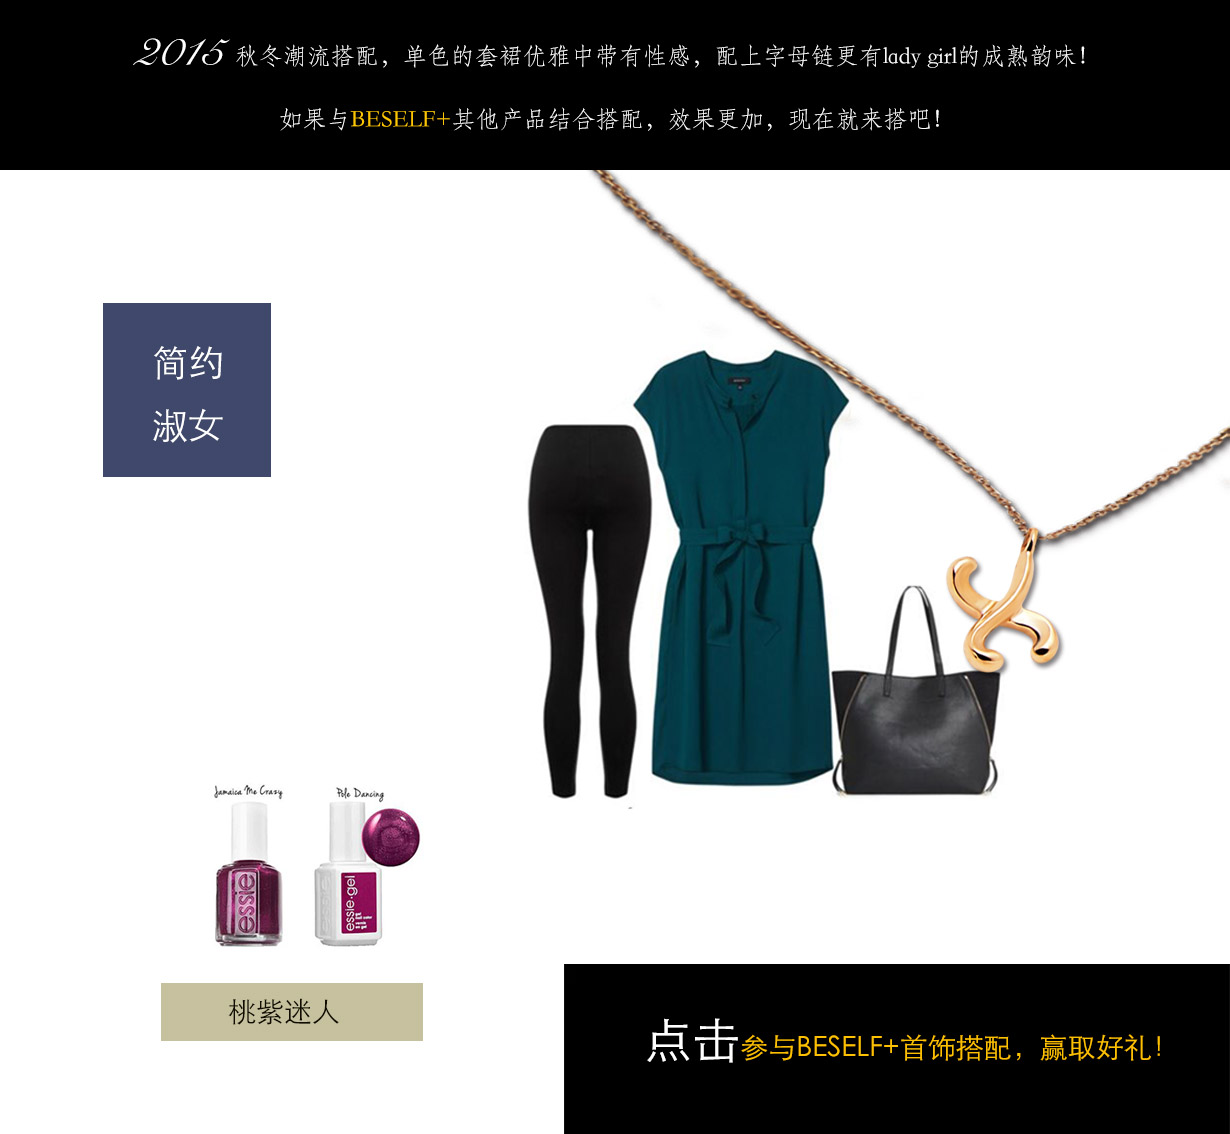 2015 秋冬潮流搭配，单色的套裙优雅中带有性感，配上字母链更有lady girl的成熟韵味！
如果与BESELF+其他产品结合搭配，效果更加，现在就来搭吧！
简约
淑女
Jamaica Me Crazy
Pole Dancing
essie
essie·gel
桃紫迷人
点击参与BESELF+首饰搭配，赢取好礼！